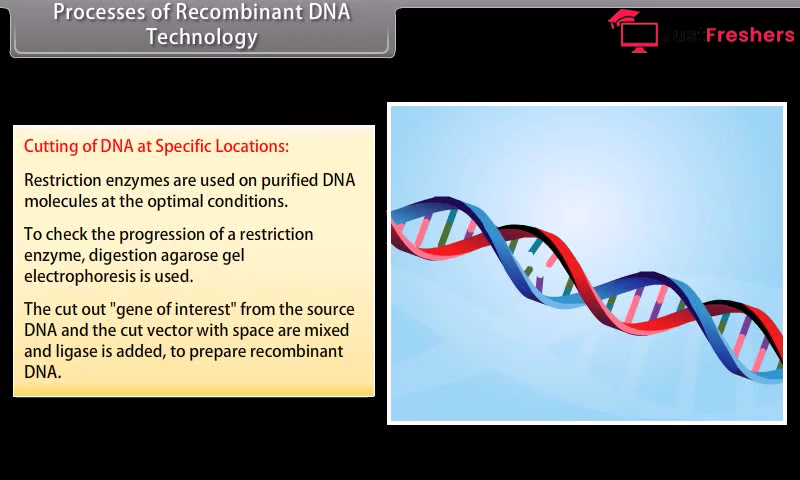 Processes of Recombinant DNA
Technology
Just Freshers
Cutting of DNA at Specific Locations:
Restriction enzymes are used on purified DNA
molecules at the optimal conditions.
To check the progression of a restriction
enzyme, digestion agarose gel
electrophoresis is used.
The cut out "gene of interest" from the source
DNA and the cut vector with space are mixed
and ligase is added, to prepare recombinant
DNA.